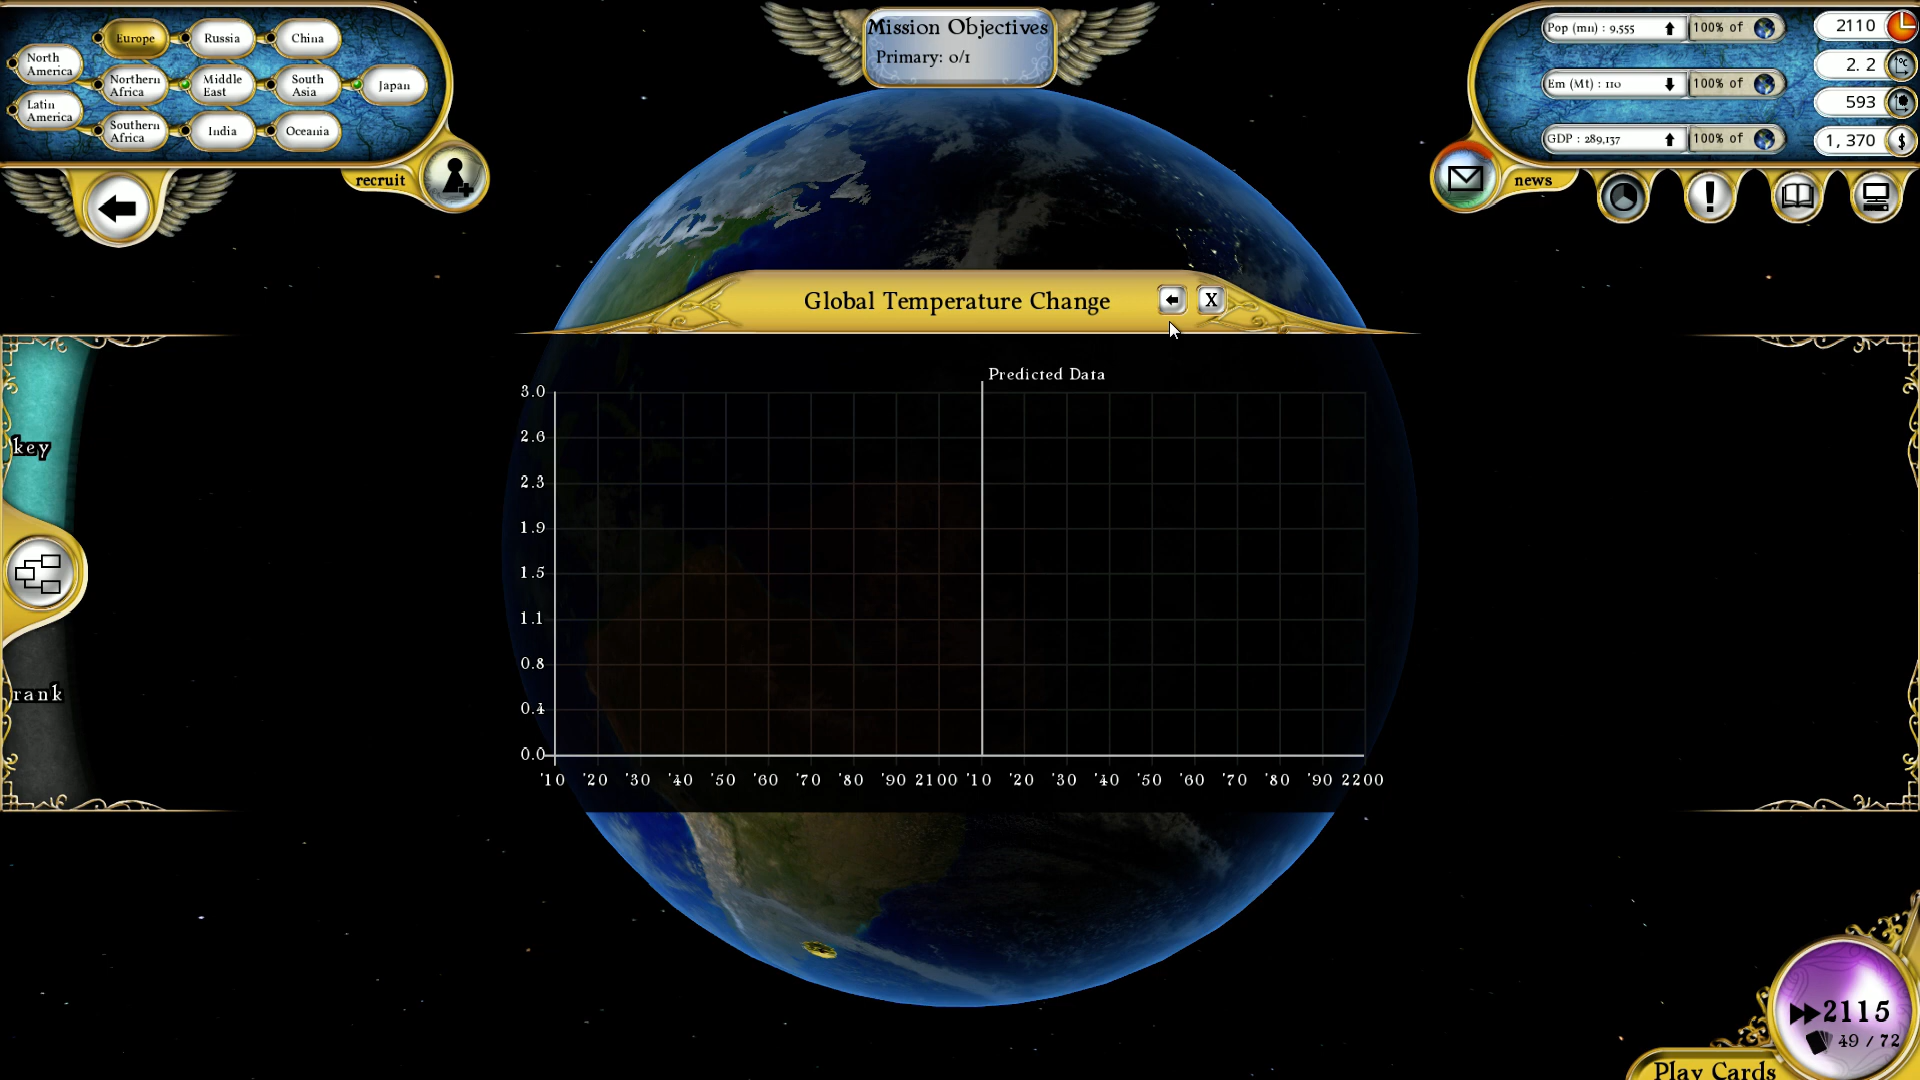 North America
Latin America
Europe
Northern Africa
Southern Africa
Russia
Middle East
India
China
South Asia
Oceania
Japan
recruit
Mission Objectives
Primary: 0/1
Pop (mn) : 9,555
100% of
Em (Mt) : 110
100% of
GDP : 289,137
100% of
2110
2. 2
°C
593
1, 370
$
news
!
Global Temperature Change
X
Predicted Data
3.0
2.6
2.3
1.9
1.5
1.1
0.8
0.4
0.0
'10 '20 '30 '40 '50 '60 '70 '80 '90 2100 '10 '20 '30 '40 '50 '60 '70 '80 '90 2200
key
rank
2115
49 / 72
Play Cards